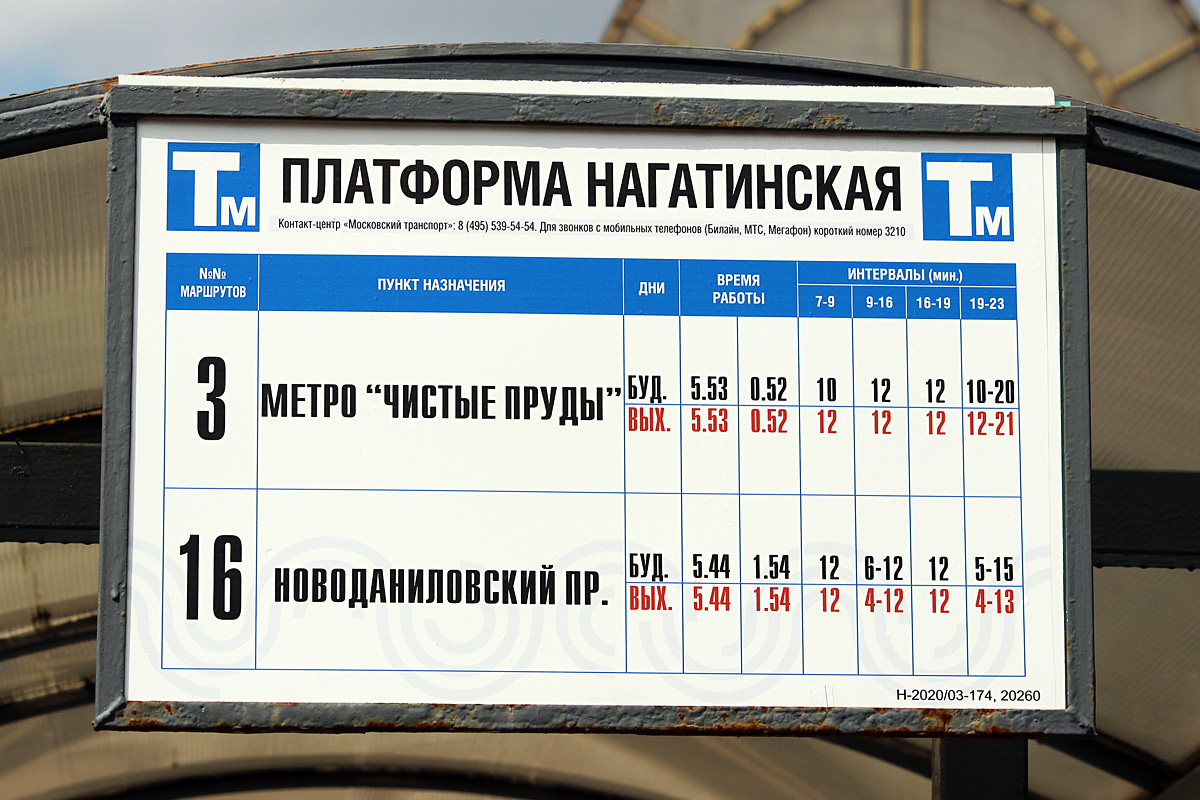 Тм ПЛАТФОРМА НАГАТИНСКАЯ Тм
Контакт-центр «Московский транспорт»: 8 (495) 539-54-54. Для звонков с мобильных телефонов (Билайн, МТС, Мегафон) короткий номер 3210
№№ МАРШРУТОВ
ПУНКТ НАЗНАЧЕНИЯ
ДНИ
ВРЕМЯ
РАБОТЫ
ИНТЕРВАЛЫ (мин.)
7-9 9-16 16-19 19-23
3
МЕТРО “ЧИСТЫЕ ПРУДЫ”
БУД. 5.53 0.52 10 12 12 10-20
ВЫХ. 5.53 0.52 12 12 12 12-21
16
НОВОДАНИЛОВСКИЙ ПР.
БУД. 5.44 1.54 12 6-12 12 5-15
ВЫХ. 5.44 1.54 12 4-12 12 4-13
Н-2020/03-174, 20260